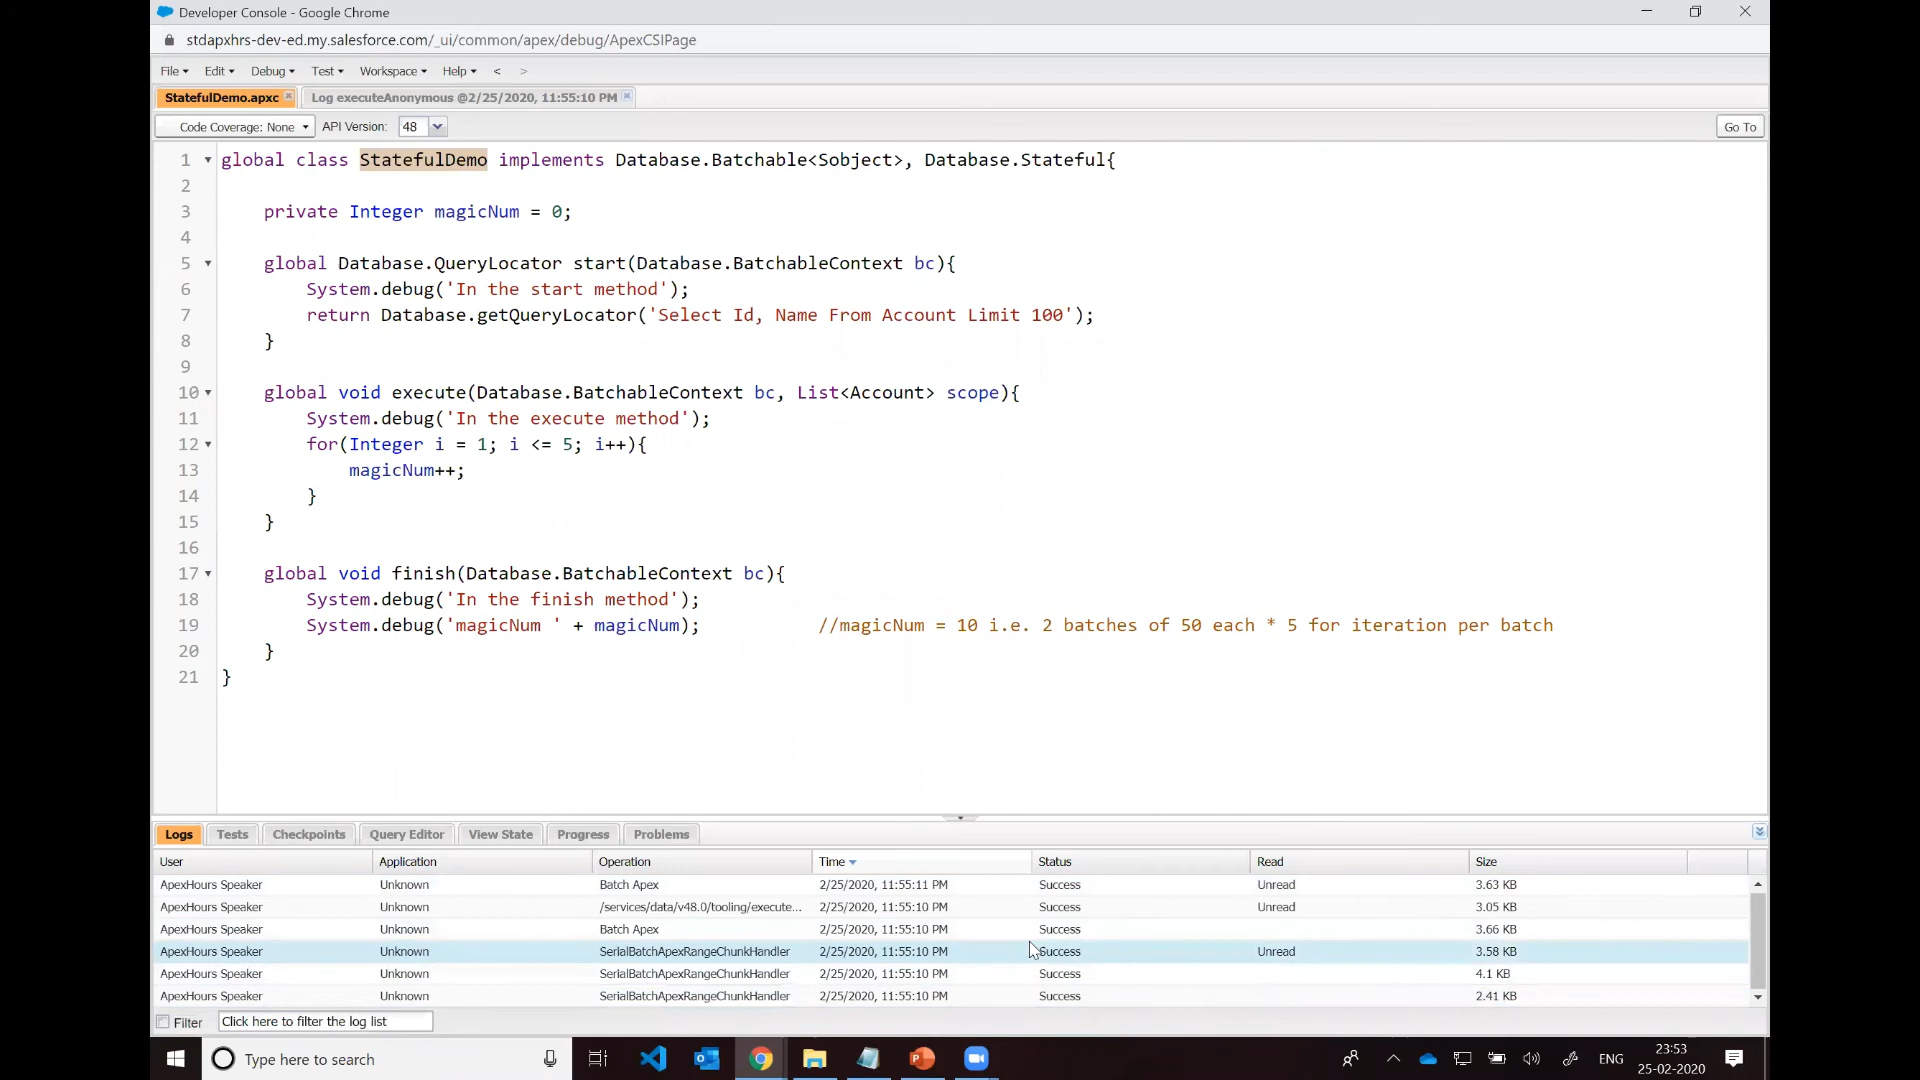 Developer Console - Google Chrome
stdapxhrs-dev-ed.my.salesforce.com/_ui/common/apex/debug/ApexCSIPage
File Edit Debug Test Workspace Help < >
StatefulDemo.apxc Log executeAnonymous @2/25/2020, 11:55:10 PM
Code Coverage: None API Version: 48 Go To
1 global class StatefulDemo implements Database.Batchable<Sobject>, Database.Stateful{
2
3 private Integer magicNum = 0;
4
5 global Database.QueryLocator start(Database.BatchableContext bc){
6 System.debug('In the start method');
7 return Database.getQueryLocator('Select Id, Name From Account Limit 100');
8 }
9
10 global void execute(Database.BatchableContext bc, List<Account> scope){
11 System.debug('In the execute method');
12 for(Integer i = 1; i <= 5; i++){
13 magicNum++;
14 }
15 }
16
17 global void finish(Database.BatchableContext bc){
18 System.debug('In the finish method');
19 System.debug('magicNum ' + magicNum); //magicNum = 10 i.e. 2 batches of 50 each * 5 for iteration per batch
20 }
21 }
Logs Tests Checkpoints Query Editor View State Progress Problems
User Application Operation Time Status Read Size
ApexHours Speaker Unknown Batch Apex 2/25/2020, 11:55:11 PM Success Unread 3.63 KB
ApexHours Speaker Unknown /services/data/v48.0/tooling/execute... 2/25/2020, 11:55:10 PM Success Unread 3.05 KB
ApexHours Speaker Unknown Batch Apex 2/25/2020, 11:55:10 PM Success 3.66 KB
ApexHours Speaker Unknown SerialBatchApexRangeChunkHandler 2/25/2020, 11:55:10 PM Success Unread 3.58 KB
ApexHours Speaker Unknown SerialBatchApexRangeChunkHandler 2/25/2020, 11:55:10 PM Success 4.1 KB
ApexHours Speaker Unknown SerialBatchApexRangeChunkHandler 2/25/2020, 11:55:10 PM Success 2.41 KB
Filter Click here to filter the log list
Type here to search ENG 23:53
25-02-2020